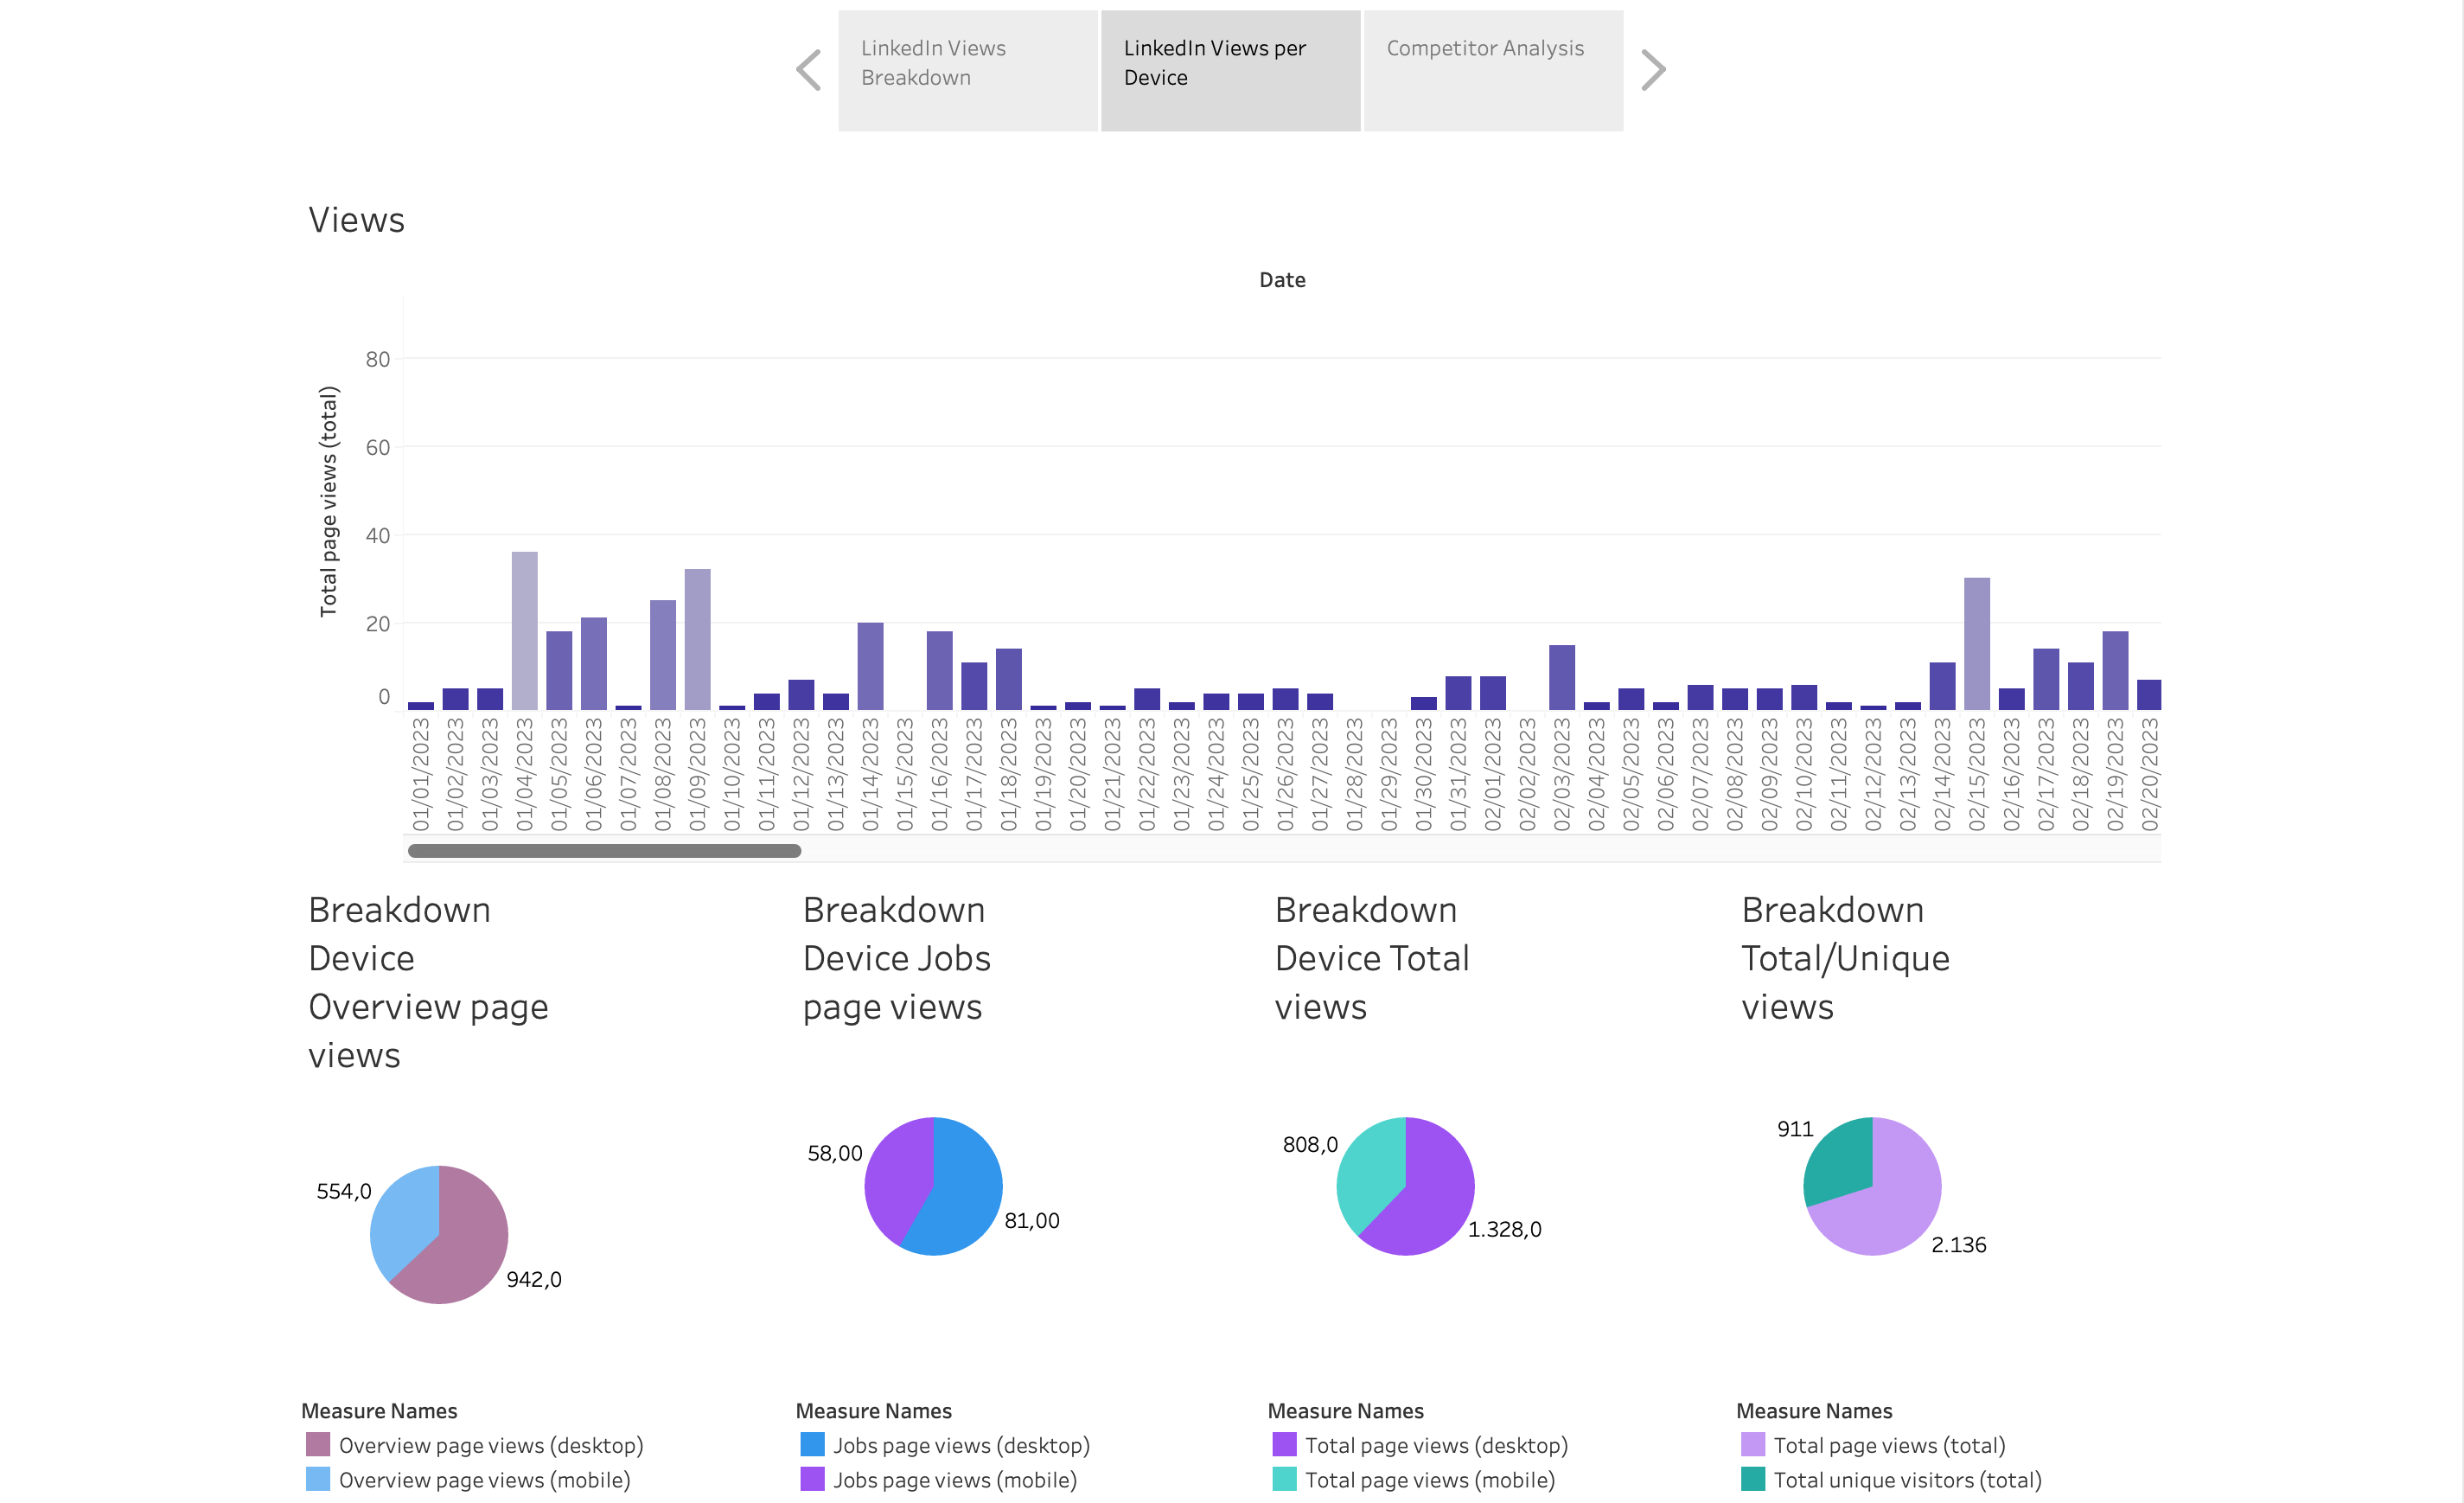 LinkedIn Views
Breakdown
LinkedIn Views per
Device
Competitor Analysis
Views
Date
Total page views (total)
80
60
40
20
0
01/01/2023
01/02/2023
01/03/2023
01/04/2023
01/05/2023
01/06/2023
01/07/2023
01/08/2023
01/09/2023
01/10/2023
01/11/2023
01/12/2023
01/13/2023
01/14/2023
01/15/2023
01/16/2023
01/17/2023
01/18/2023
01/19/2023
01/20/2023
01/21/2023
01/22/2023
01/23/2023
01/24/2023
01/25/2023
01/26/2023
01/27/2023
01/28/2023
01/29/2023
01/30/2023
01/31/2023
02/01/2023
02/02/2023
02/03/2023
02/04/2023
02/05/2023
02/06/2023
02/07/2023
02/08/2023
02/09/2023
02/10/2023
02/11/2023
02/12/2023
02/13/2023
02/14/2023
02/15/2023
02/16/2023
02/17/2023
02/18/2023
02/19/2023
02/20/2023
Breakdown
Device
Overview page
views
554,0
942,0
Measure Names
Overview page views (desktop)
Overview page views (mobile)
Breakdown
Device Jobs
page views
58,00
81,00
Measure Names
Jobs page views (desktop)
Jobs page views (mobile)
Breakdown
Device Total
views
808,0
1.328,0
Measure Names
Total page views (desktop)
Total page views (mobile)
Breakdown
Total/Unique
views
911
2.136
Measure Names
Total page views (total)
Total unique visitors (total)